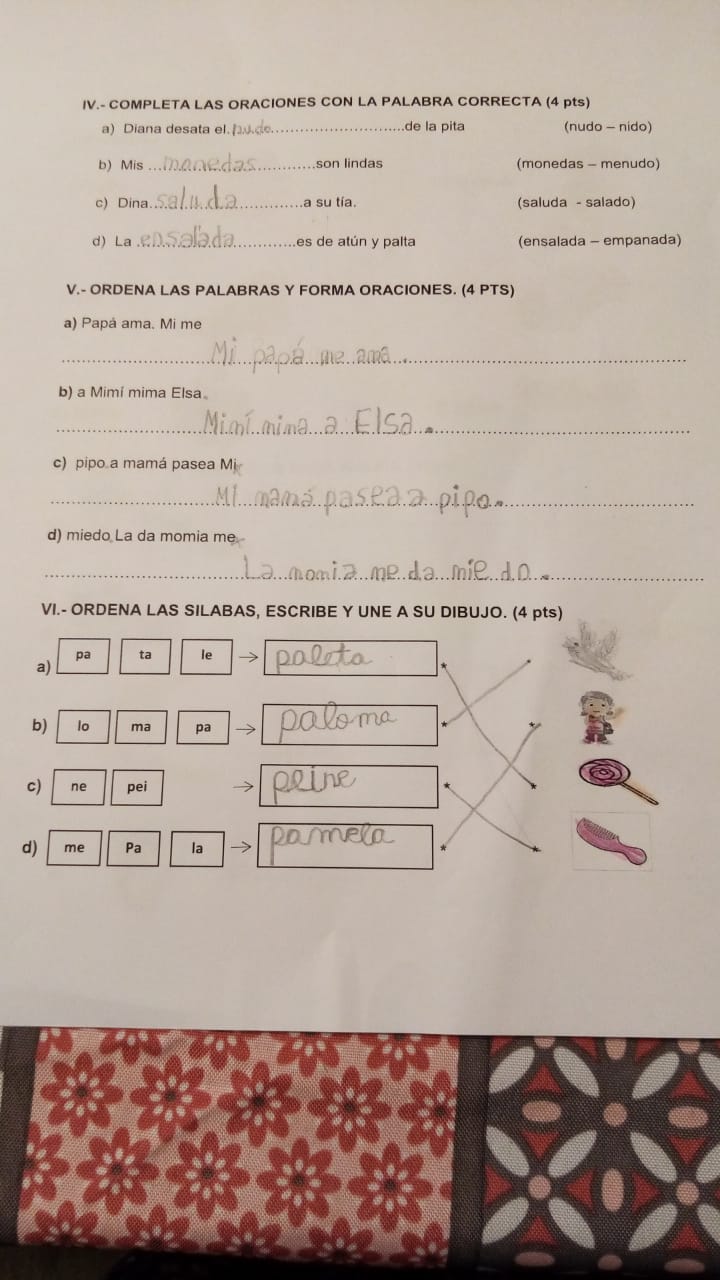 IV.- COMPLETA LAS ORACIONES CON LA PALABRA CORRECTA (4 pts)
a) Diana desata el nudo de la pita (nudo – nido)
b) Mis manedas son lindas (monedas – menudo)
c) Dina saluda a su tía. (saluda - salado)
d) La ensalada es de atún y palta (ensalada – empanada)
V.- ORDENA LAS PALABRAS Y FORMA ORACIONES. (4 PTS)
a) Papá ama. Mi me
Mi papá me ama.
b) a Mimí mima Elsa.
Mimí mima a Elsa.
c) pipo a mamá pasea Mi
Mi mamá pasea a pipo.
d) miedo La da momia me
La momia me da mie do.
VI.- ORDENA LAS SILABAS, ESCRIBE Y UNE A SU DIBUJO. (4 pts)
a) pa ta le paleta
b) lo ma pa paloma
c) ne pei peine
d) me Pa la pamela